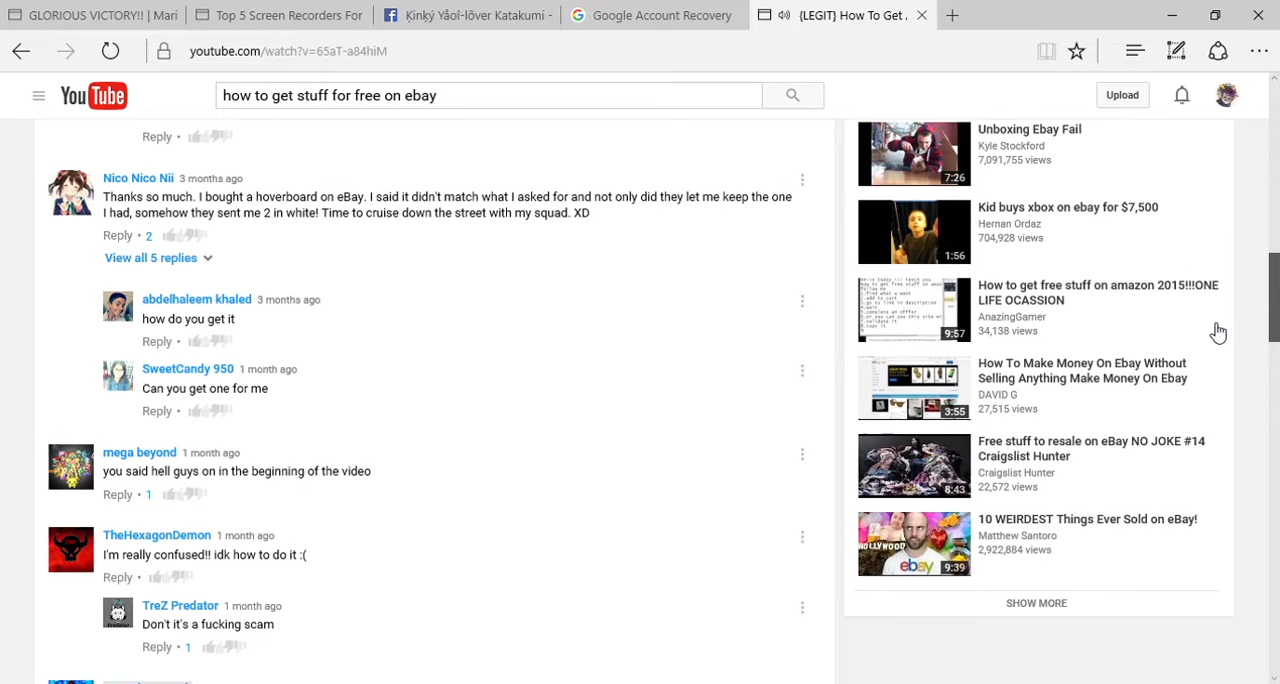 GLORIOUS VICTORY!! | Mari
Top 5 Screen Recorders For
Ķinķý Yåoî-lõver Katakumi -
Google Account Recovery
{LEGIT} How To Get
youtube.com/watch?v=65aT-a84hiM
YouTube
how to get stuff for free on ebay
Upload
Reply •
Nico Nico Nii 3 months ago
Thanks so much. I bought a hoverboard on eBay. I said it didn't match what I asked for and not only did they let me keep the one
I had, somehow they sent me 2 in white! Time to cruise down the street with my squad. XD
Reply • 2
View all 5 replies
abdelhaleem khaled 3 months ago
how do you get it
Reply •
SweetCandy 950 1 month ago
Can you get one for me
Reply •
mega beyond 1 month ago
you said hell guys on in the beginning of the video
Reply • 1
TheHexagonDemon 1 month ago
I'm really confused!! idk how to do it :(
Reply •
TreZ Predator 1 month ago
Don't it's a fucking scam
Reply • 1
Unboxing Ebay Fail
Kyle Stockford
7,091,755 views
7:26
Kid buys xbox on ebay for $7,500
Hernan Ordaz
704,928 views
1:56
How to get free stuff on amazon 2015!!!ONE
LIFE OCASSION
AnazingGamer
34,138 views
9:57
How To Make Money On Ebay Without
Selling Anything Make Money On Ebay
DAVID G
27,515 views
3:55
Free stuff to resale on eBay NO JOKE #14
Craigslist Hunter
Craigslist Hunter
22,572 views
8:43
10 WEIRDEST Things Ever Sold on eBay!
Matthew Santoro
2,922,884 views
ebay
9:39
SHOW MORE